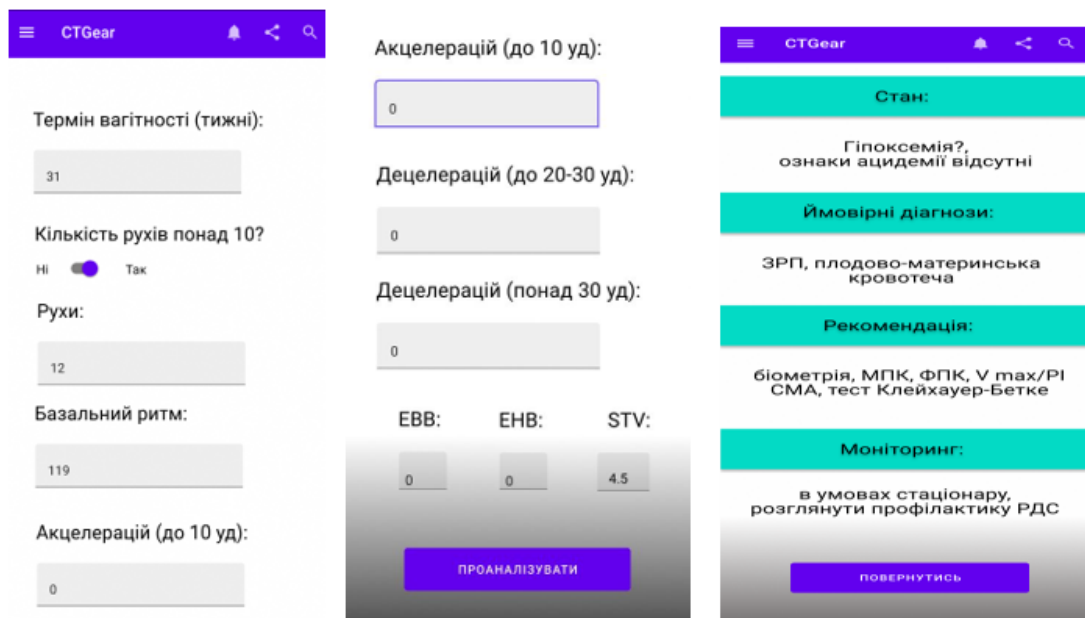 CTGear
Термін вагітності (тижні):
31
Кількість рухів понад 10?
Ні Так
Рухи:
12
Базальний ритм:
119
Акцелерацій (до 10 уд):
0
Акцелерацій (до 10 уд):
0
Децелерацій (до 20-30 уд):
0
Децелерацій (понад 30 уд):
0
ЕВВ: ЕНВ: STV:
0 0 4.5
ПРОАНАЛІЗУВАТИ
CTGear
Стан:
Гіпоксемія?,
ознаки ацидемії відсутні
Ймовірні діагнози:
ЗРП, плодово-материнська
кровотеча
Рекомендація:
біометрія, МПК, ФПК, V max/PI
СМА, тест Клейхауер-Бетке
Моніторинг:
в умовах стаціонару,
розглянути профілактику РДС
ПОВЕРНУТИСЬ